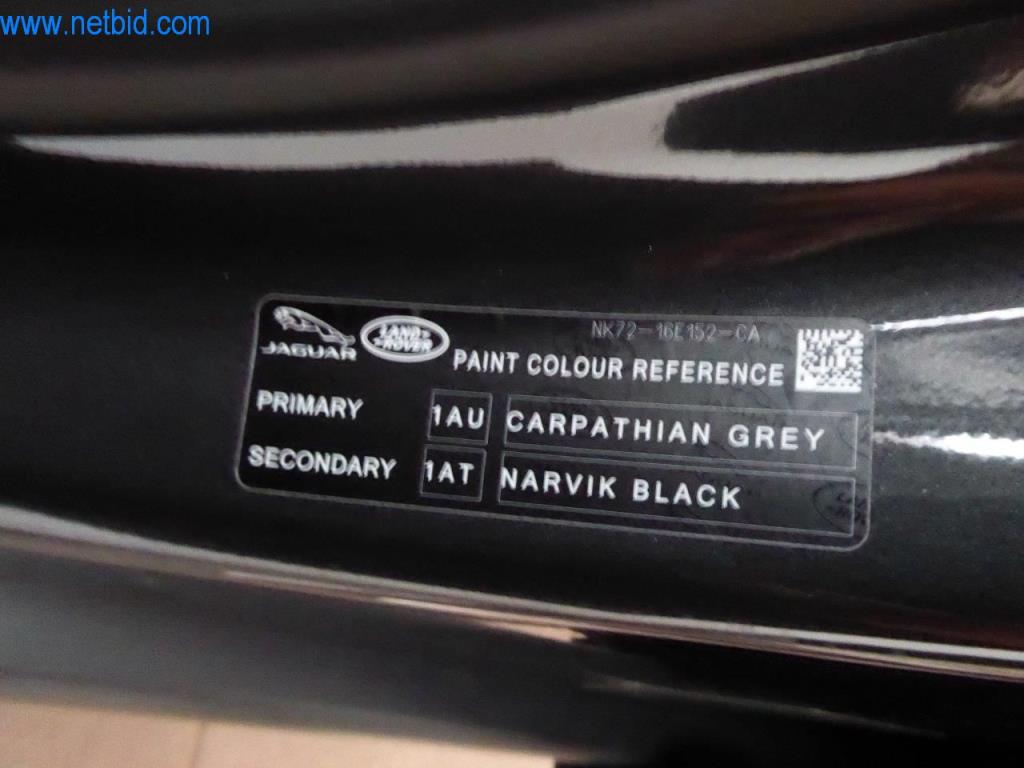 www.netbid.com
NK72-16E152-CA
JAGUAR
LAND ROVER
PAINT COLOUR REFERENCE
PRIMARY 1AU CARPATHIAN GREY
SECONDARY 1AT NARVIK BLACK